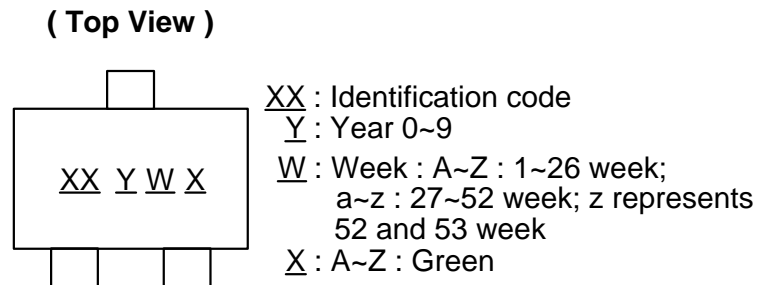 ( Top View )
XX Y W X
XX : Identification code
Y : Year 0~9
W : Week : A~Z : 1~26 week;
a~z : 27~52 week; z represents
52 and 53 week
X : A~Z : Green